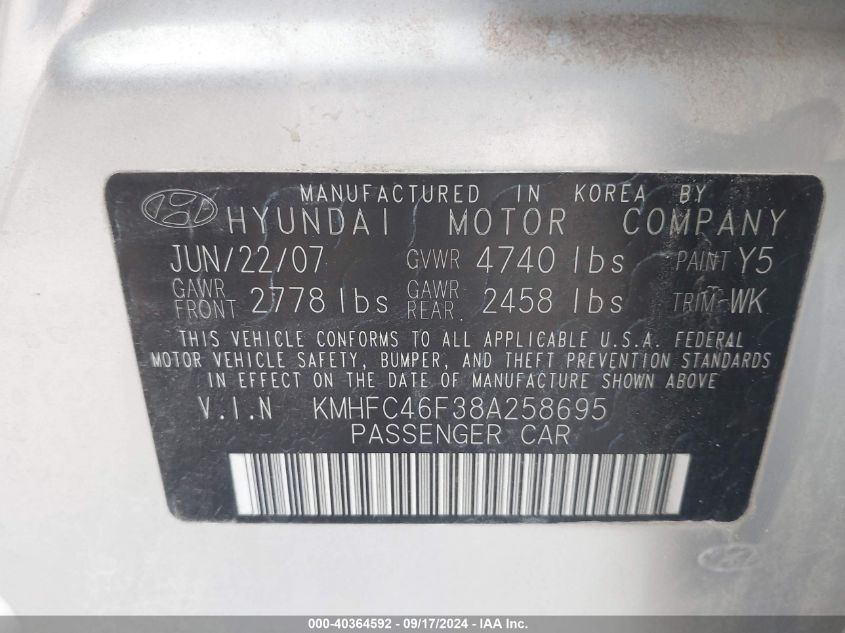 MANUFACTURED IN KOREA BY
HYUNDAI MOTOR COMPANY
JUN/22/07 GVWR 4740 lbs PAINT Y5
GAWR FRONT 2778 lbs GAWR REAR 2458 lbs TRIM WK
THIS VEHICLE CONFORMS TO ALL APPLICABLE U.S.A. FEDERAL
MOTOR VEHICLE SAFETY, BUMPER, AND THEFT PREVENTION STANDARDS
IN EFFECT ON THE DATE OF MANUFACTURE SHOWN ABOVE
V.I.N KMHFC46F38A258695
PASSENGER CAR
000-40364592 - 09/17/2024 - IAA Inc.